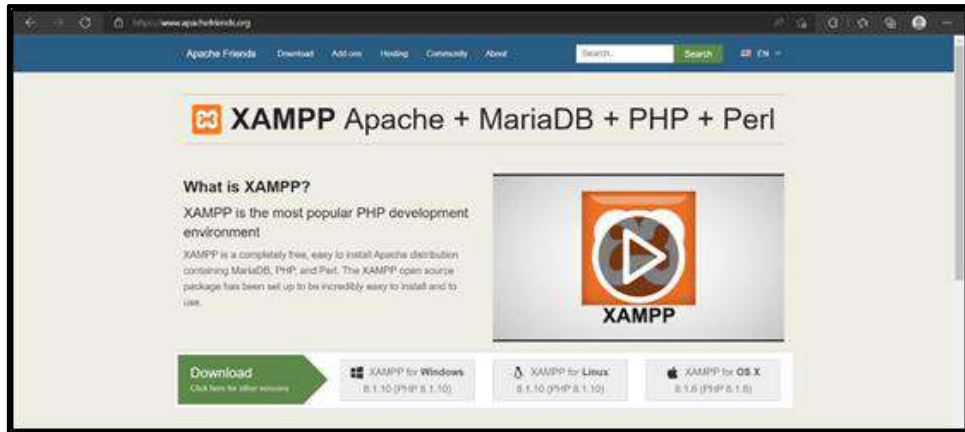 https://www.apachefriends.org
Apache Friends Download Add-ons Hosting Community About Search... Search EN
XAMPP Apache + MariaDB + PHP + Perl
What is XAMPP?
XAMPP is the most popular PHP development
environment
XAMPP is a completely free, easy to install Apache distribution
containing MariaDB, PHP, and Perl. The XAMPP open source
package has been set up to be incredibly easy to install and to
use.
XAMPP
Download
Click here for other versions
XAMPP for Windows
8.1.10 (PHP 8.1.10)
XAMPP for Linux
8.1.10 (PHP 8.1.10)
XAMPP for OS X
8.1.6 (PHP 8.1.6)